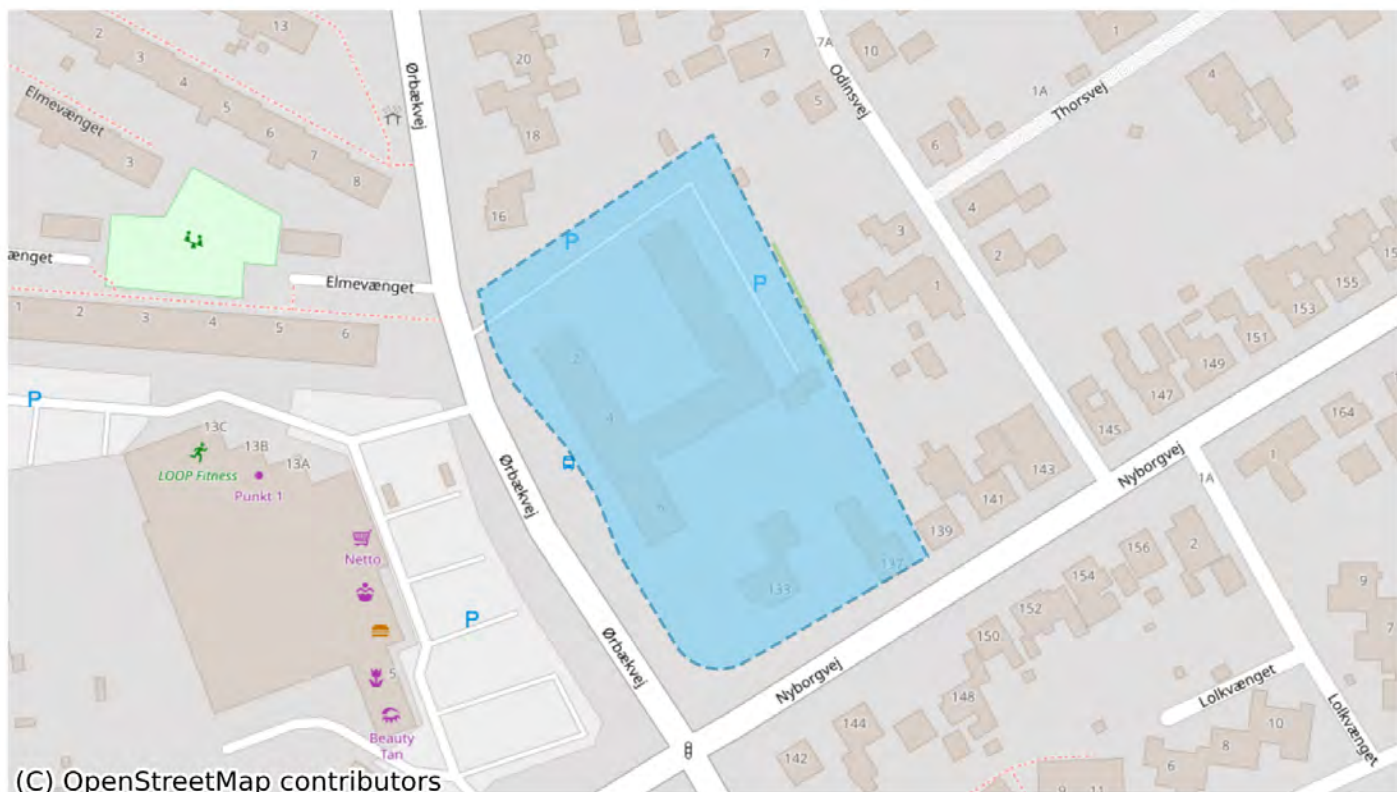 13
2
3
4
5
6
7
8
Elmevænget
3
Ørbækvej
20
18
16
7
5
7A
10
Odinsvej
6
1A
Thorsvej
1
4
4
2
3
1
ænget
Elmevænget
1
2
3
4
5
6
P
P
P
2
4
6
133
137
139
141
143
145
147
149
151
153
155
13C
13B
13A
LOOP Fitness
Punkt 1
Netto
P
5
Beauty
Tan
Ørbækvej
Ørbækvej
Nyborgvej
Nyborgvej
1A
164
1
2
156
154
152
150
148
144
142
9
7
Lolkvænget
Lolkvænget
10
8
6
9
11
(C) OpenStreetMap contributors